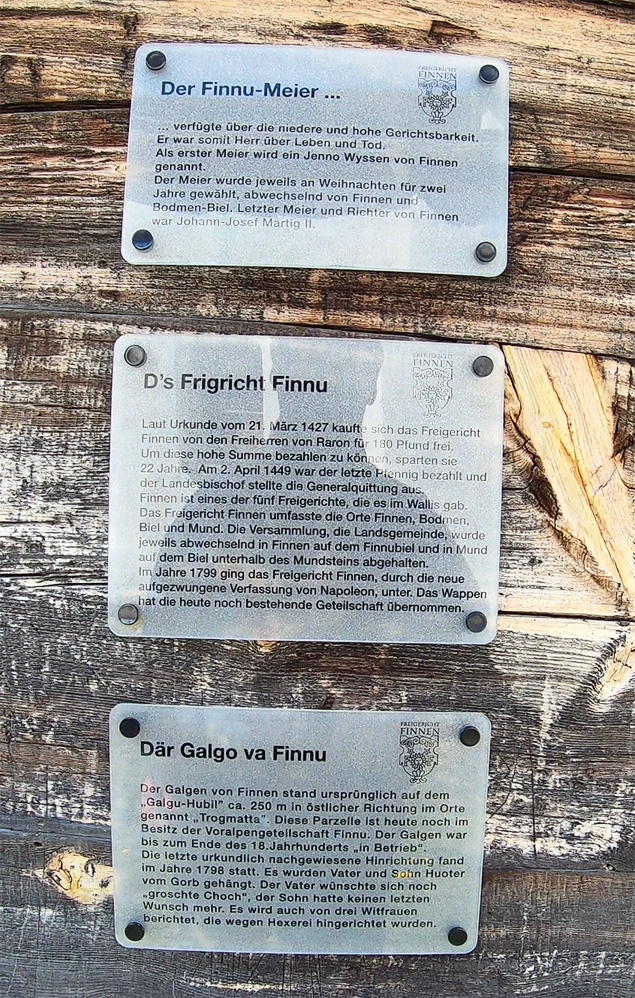 FREIGERICHT
FINNEN
Der Finnu-Meier ...
... verfügte über die niedere und hohe Gerichtsbarkeit.
Er war somit Herr über Leben und Tod.
Als erster Meier wird ein Jenno Wyssen von Finnen
genannt.
Der Meier wurde jeweils an Weihnachten für zwei
Jahre gewählt, abwechselnd von Finnen und
Bodmen-Biel. Letzter Meier und Richter von Finnen
war Johann-Josef Martig II.
FREIGERICHT
FINNEN
D's Frigricht Finnu
Laut Urkunde vom 21. März 1427 kaufte sich das Freigericht
Finnen von den Freiherren von Raron für 180 Pfund frei.
Um diese hohe Summe bezahlen zu können, sparten sie
22 Jahre. Am 2. April 1449 war der letzte Pfennig bezahlt und
der Landesbischof stellte die Generalquittung aus.
Finnen ist eines der fünf Freigerichte, die es im Wallis gab.
Das Freigericht Finnen umfasste die Orte Finnen, Bodmen,
Biel und Mund. Die Versammlung, die Landsgemeinde, wurde
jeweils abwechselnd in Finnen auf dem Finnubiel und in Mund
auf dem Biel unterhalb des Mundsteins abgehalten.
Im Jahre 1799 ging das Freigericht Finnen, durch die neue
aufgezwungene Verfassung von Napoleon, unter. Das Wappen
hat die heute noch bestehende Geteilschaft übernommen.
FREIGERICHT
FINNEN
Där Galgo va Finnu
Der Galgen von Finnen stand ursprünglich auf dem
„Galgu-Hubil" ca. 250 m in östlicher Richtung im Orte
genannt „Trogmatta". Diese Parzelle ist heute noch im
Besitz der Voralpengeteilschaft Finnu. Der Galgen war
bis zum Ende des 18.Jahrhunderts „in Betrieb".
Die letzte urkundlich nachgewiesene Hinrichtung fand
im Jahre 1798 statt. Es wurden Vater und Sohn Huoter
vom Gorb gehängt. Der Vater wünschte sich noch
„groschte Choch", der Sohn hatte keinen letzten
Wunsch mehr. Es wird auch von drei Witfrauen
berichtet, die wegen Hexerei hingerichtet wurden.